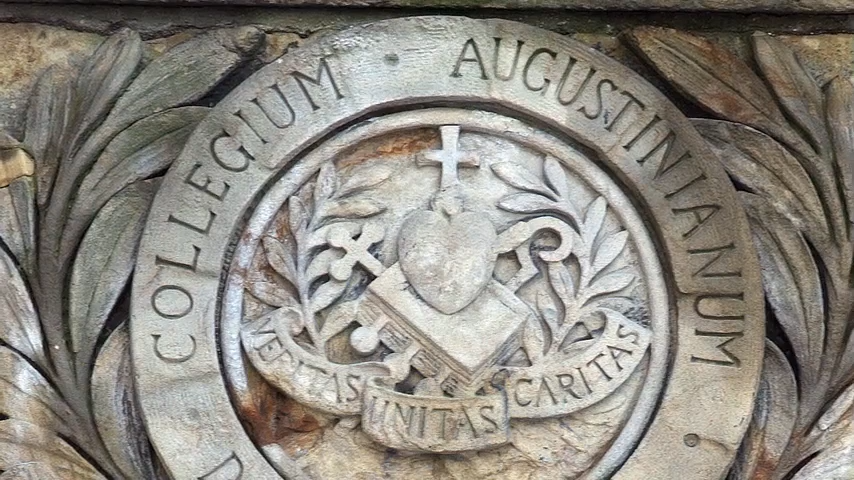 COLLEGIUM • AUGUSTINIANUM •
VERITAS
UNITAS
CARITAS